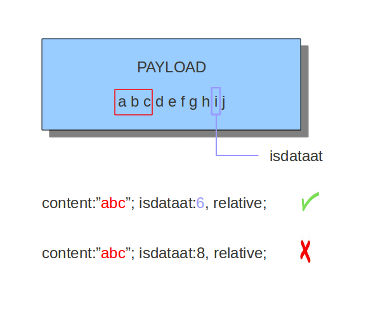 PAYLOAD
a b c d e f g h i j
isdataat
content:”abc”; isdataat:6, relative;
content:”abc”; isdataat:8, relative;